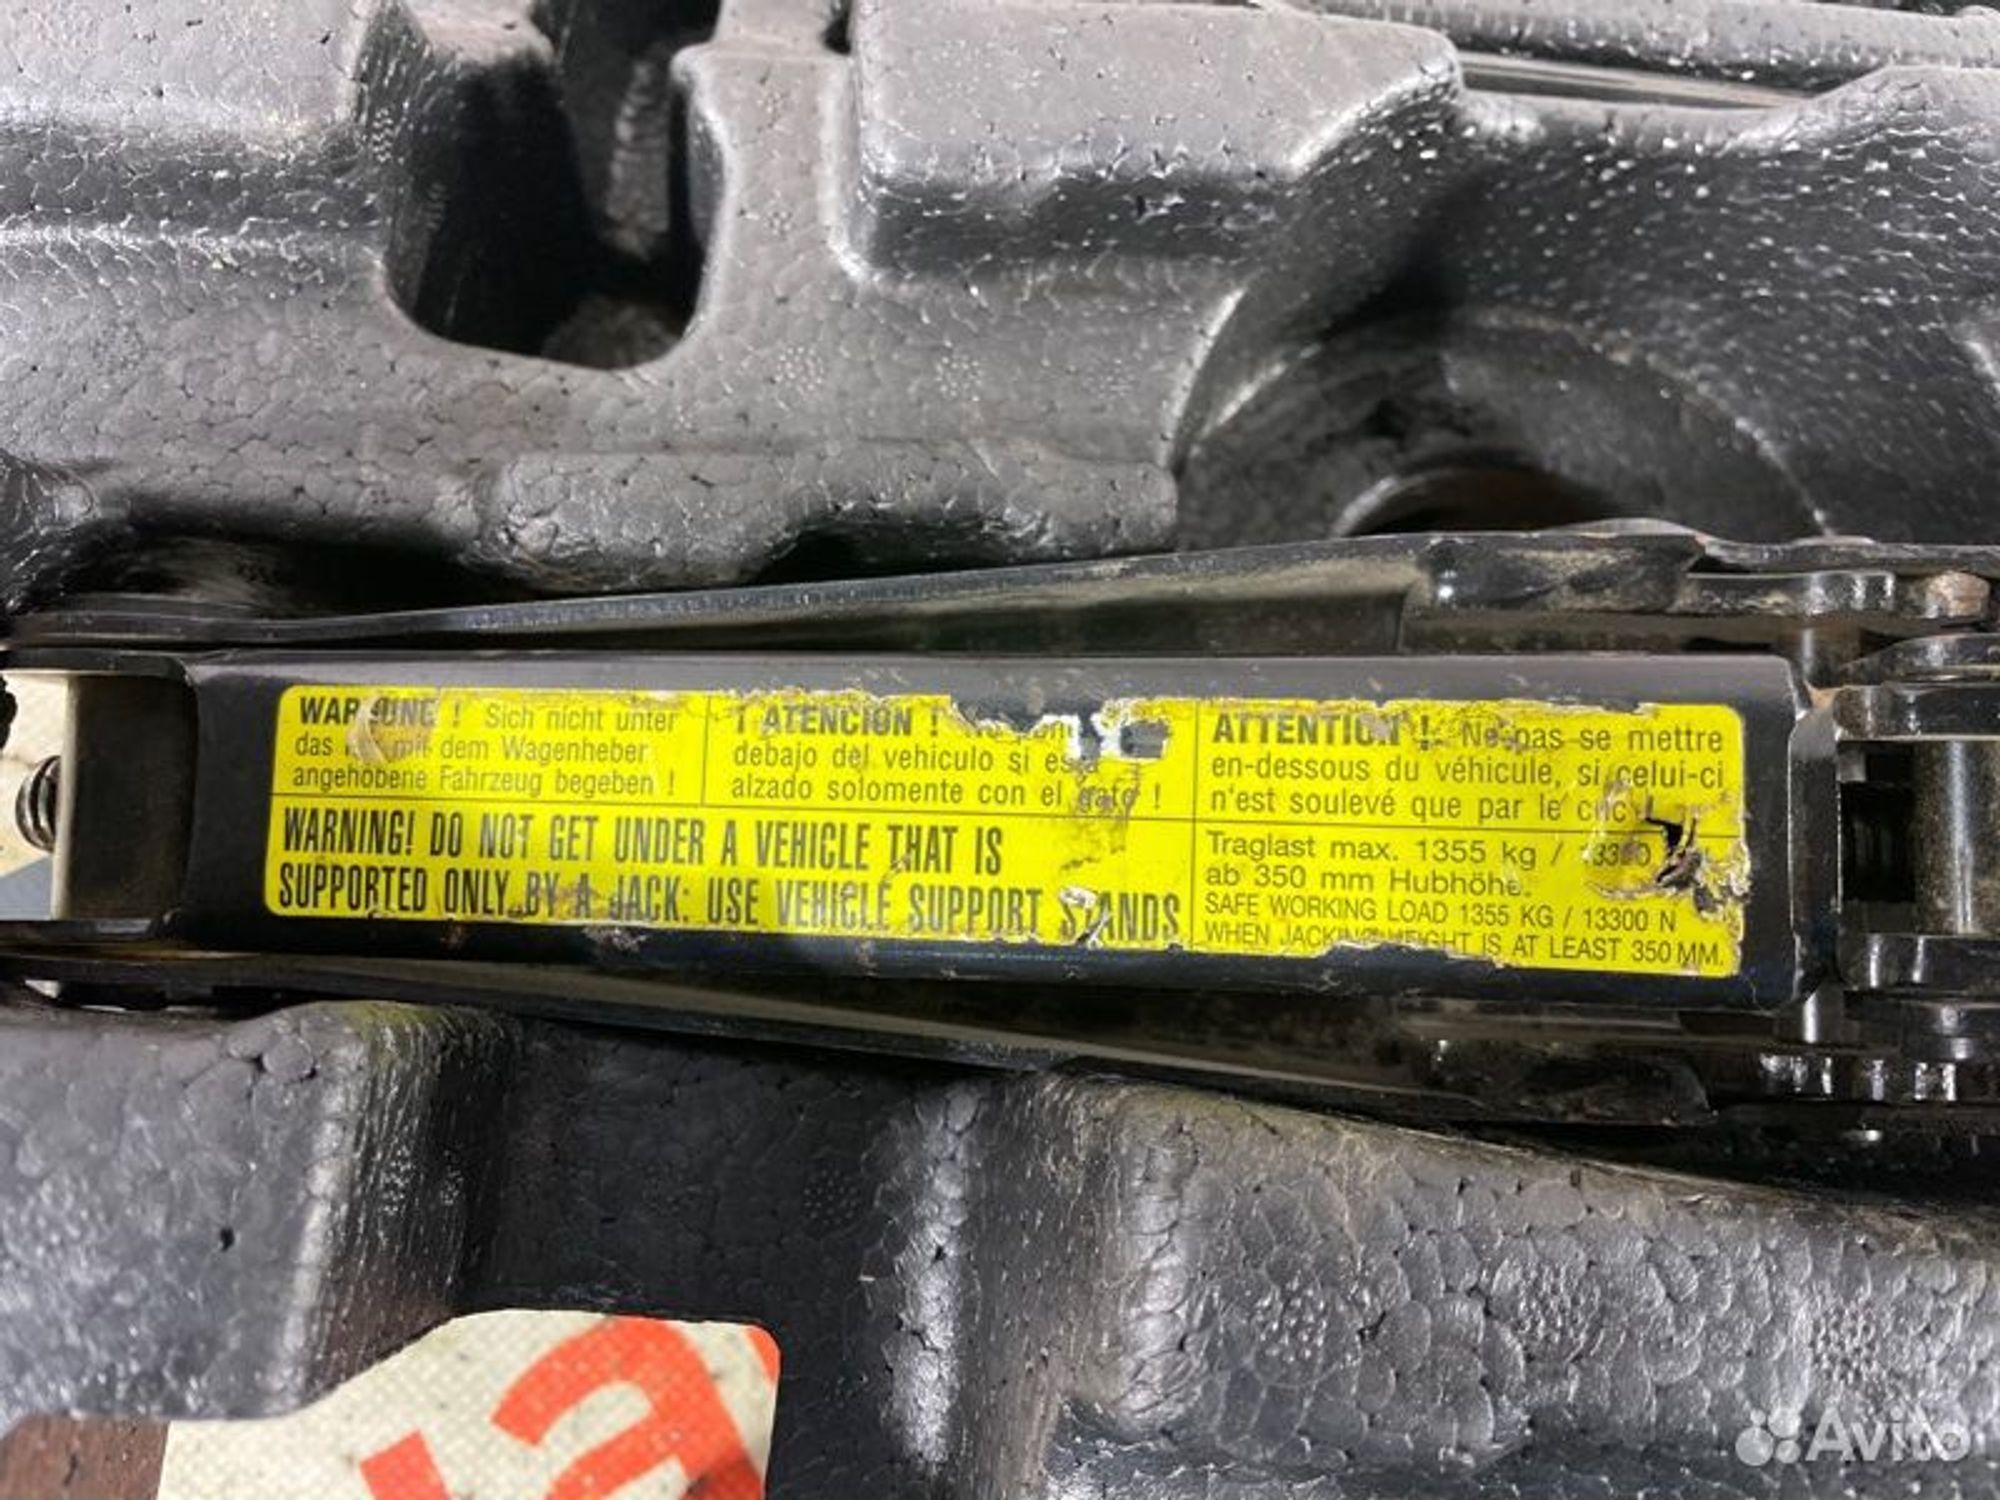 WARNUNG ! Sich nicht unter
das mit dem Wagenheber
angehobene Fahrzeug begeben !
¡ ATENCION !
debajo del vehiculo si
alzado solomente con el gato !
ATTENTION ! Ne pas se mettre
en-dessous du véhicule, si celui-ci
n'est soulevé que par le cric
WARNING! DO NOT GET UNDER A VEHICLE THAT IS
SUPPORTED ONLY BY A JACK: USE VEHICLE SUPPORT STANDS
Traglast max. 1355 kg / 13300
ab 350 mm Hubhöhe.
SAFE WORKING LOAD 1355 KG / 13300 N
WHEN JACKING HEIGHT IS AT LEAST 350 MM.
Avito